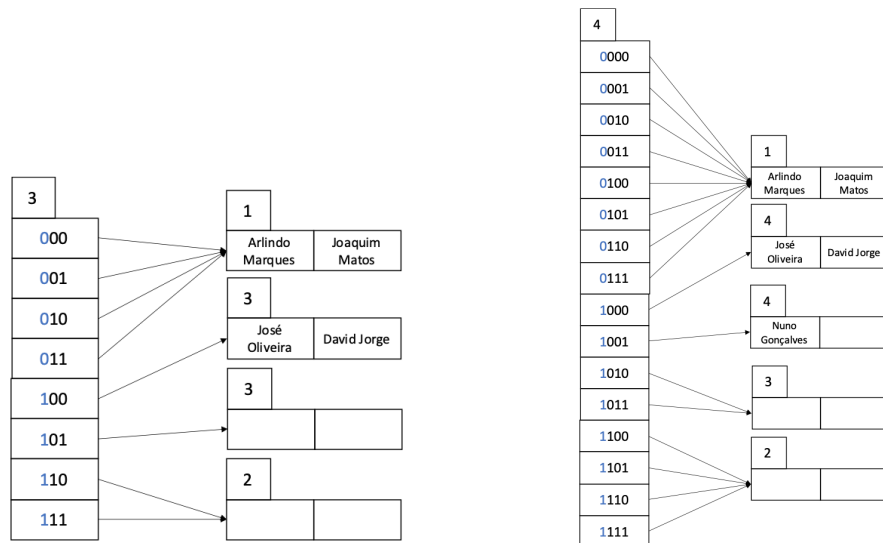 3
000
001
010
011
100
101
110
111
1
Arlindo
Marques
Joaquim
Matos
3
José
Oliveira
David Jorge
3
2
4
0000
0001
0010
0011
0100
0101
0110
0111
1000
1001
1010
1011
1100
1101
1110
1111
1
Arlindo
Marques
Joaquim
Matos
4
José
Oliveira
David Jorge
4
Nuno
Gonçalves
3
2